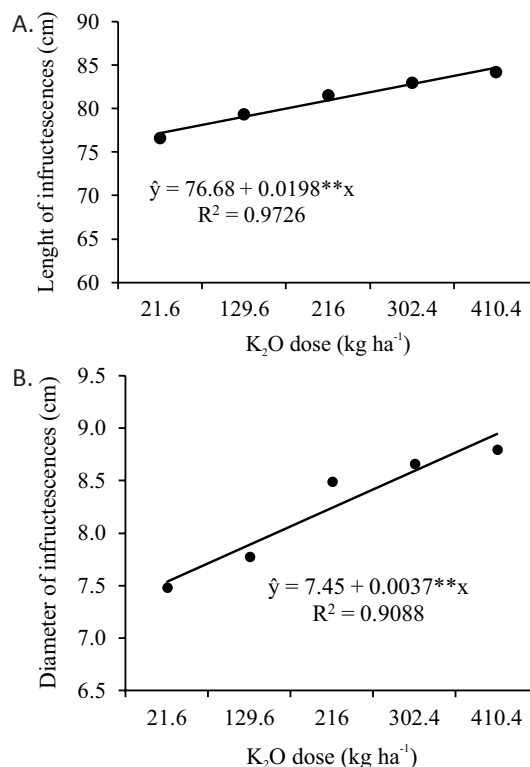 A.
Lenght of infructescences (cm)
90
85
80
75
70
65
60
ŷ = 76.68 + 0.0198**x
R² = 0.9726
21.6 129.6 216 302.4 410.4
K₂O dose (kg ha⁻¹)
B.
Diameter of infructescences (cm)
9.5
9.0
8.5
8.0
7.5
7.0
6.5
ŷ = 7.45 + 0.0037**x
R² = 0.9088
21.6 129.6 216 302.4 410.4
K₂O dose (kg ha⁻¹)